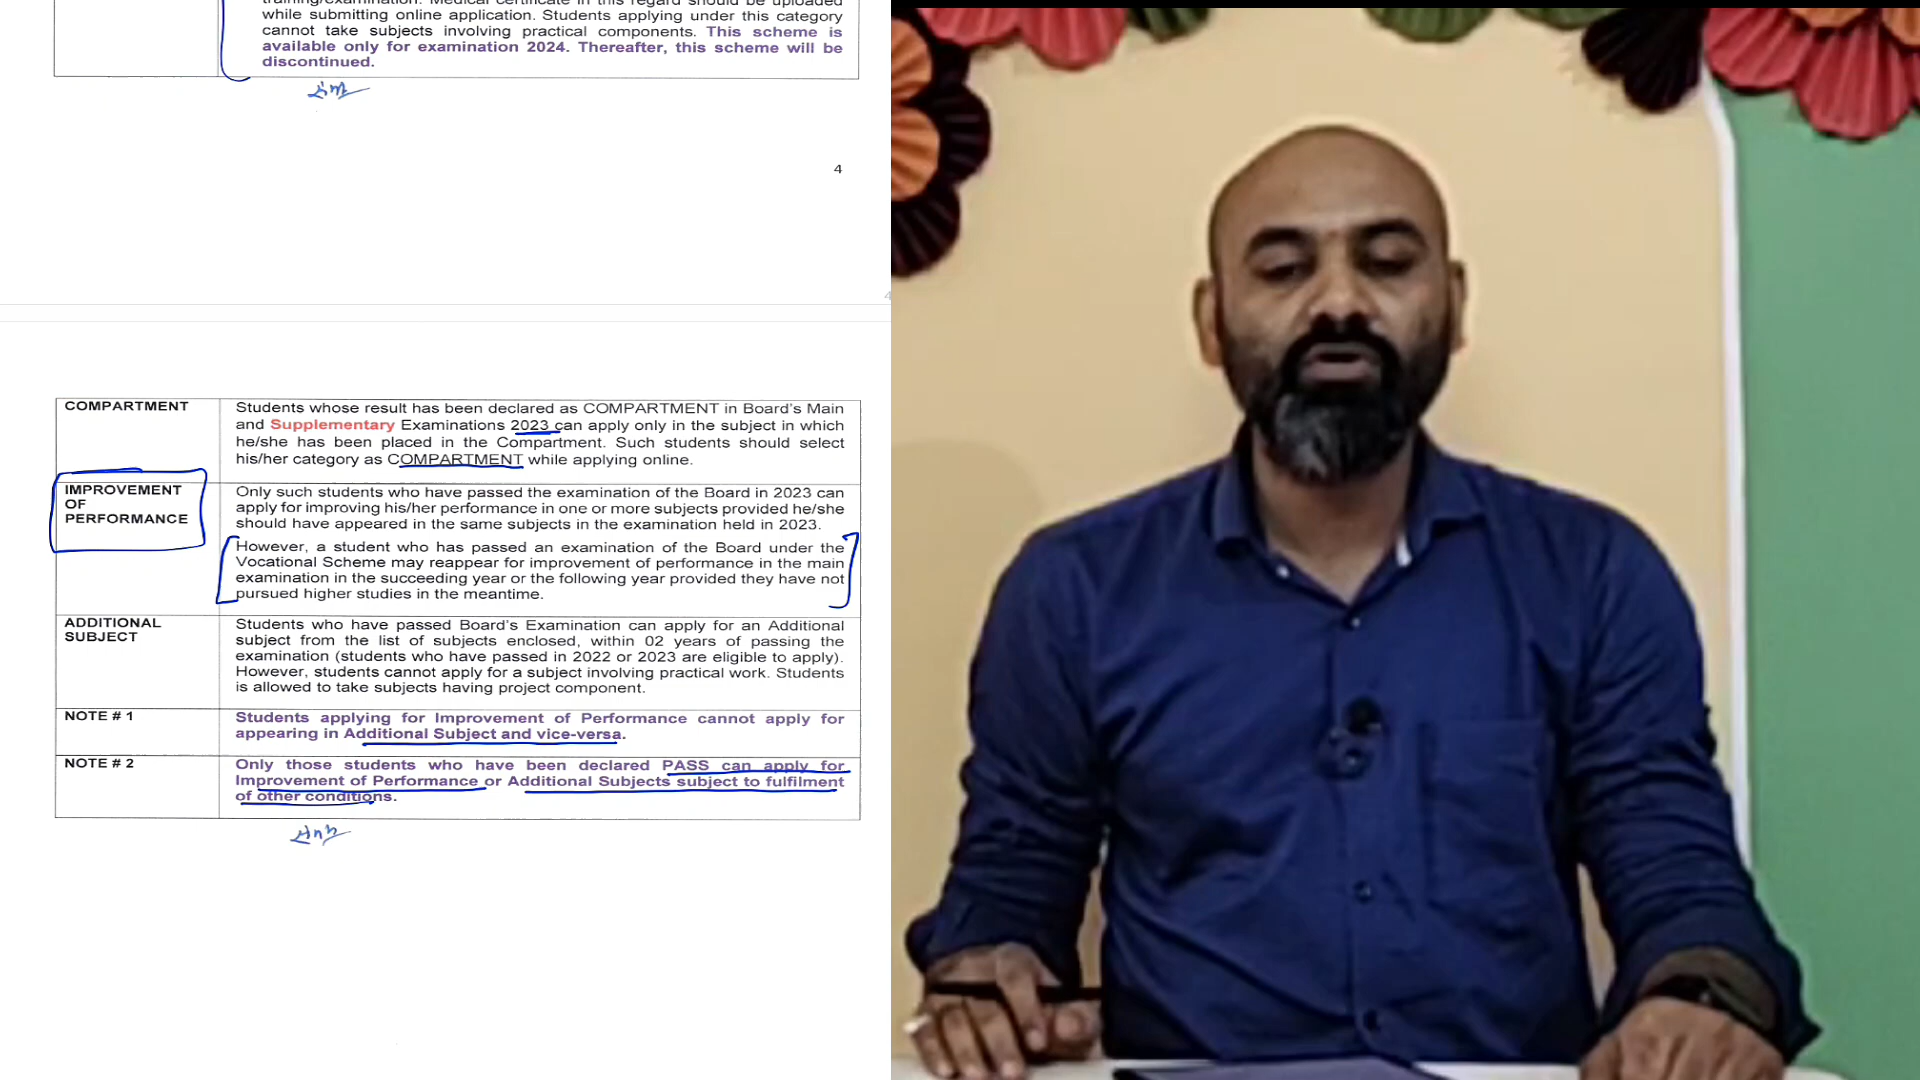 training/examination. Medical certificate in this regard should be uploaded
while submitting online application. Students applying under this category
cannot take subjects involving practical components. This scheme is
available only for examination 2024. Thereafter, this scheme will be
discontinued.
4
COMPARTMENT
Students whose result has been declared as COMPARTMENT in Board's Main
and Supplementary Examinations 2023 can apply only in the subject in which
he/she has been placed in the Compartment. Such students should select
his/her category as COMPARTMENT while applying online.
IMPROVEMENT
OF
PERFORMANCE
Only such students who have passed the examination of the Board in 2023 can
apply for improving his/her performance in one or more subjects provided he/she
should have appeared in the same subjects in the examination held in 2023.
However, a student who has passed an examination of the Board under the
Vocational Scheme may reappear for improvement of performance in the main
examination in the succeeding year or the following year provided they have not
pursued higher studies in the meantime.
ADDITIONAL
SUBJECT
Students who have passed Board's Examination can apply for an Additional
subject from the list of subjects enclosed, within 02 years of passing the
examination (students who have passed in 2022 or 2023 are eligible to apply).
However, students cannot apply for a subject involving practical work. Students
is allowed to take subjects having project component.
NOTE # 1
Students applying for Improvement of Performance cannot apply for
appearing in Additional Subject and vice-versa.
NOTE # 2
Only those students who have been declared PASS can apply for
Improvement of Performance or Additional Subjects subject to fulfilment
of other conditions.